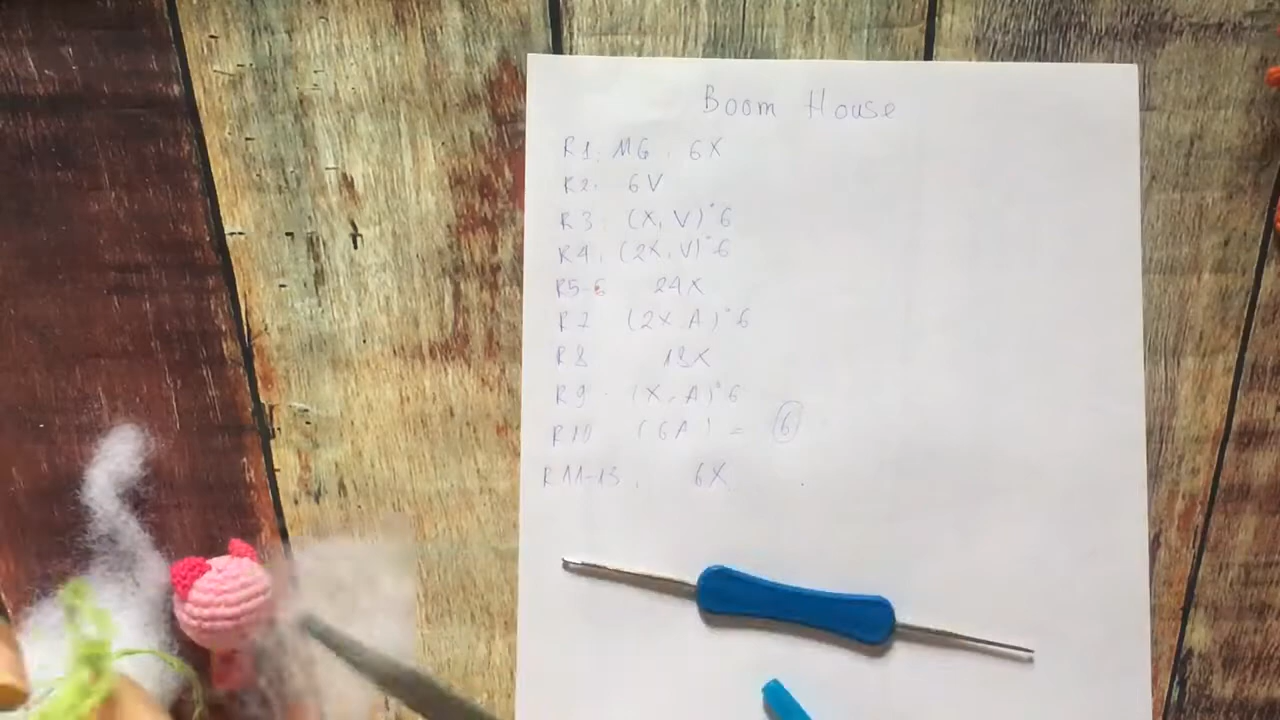 Boom House
R1: MG. 6X
R2. 6V
R3: (X, V)*6
R4: (2X, V)*6
R5-6 24X
R7 (2X A)*6
R8 18X
R9. (X, A)*6
R10 (6A) = 6
R11-13. 6X